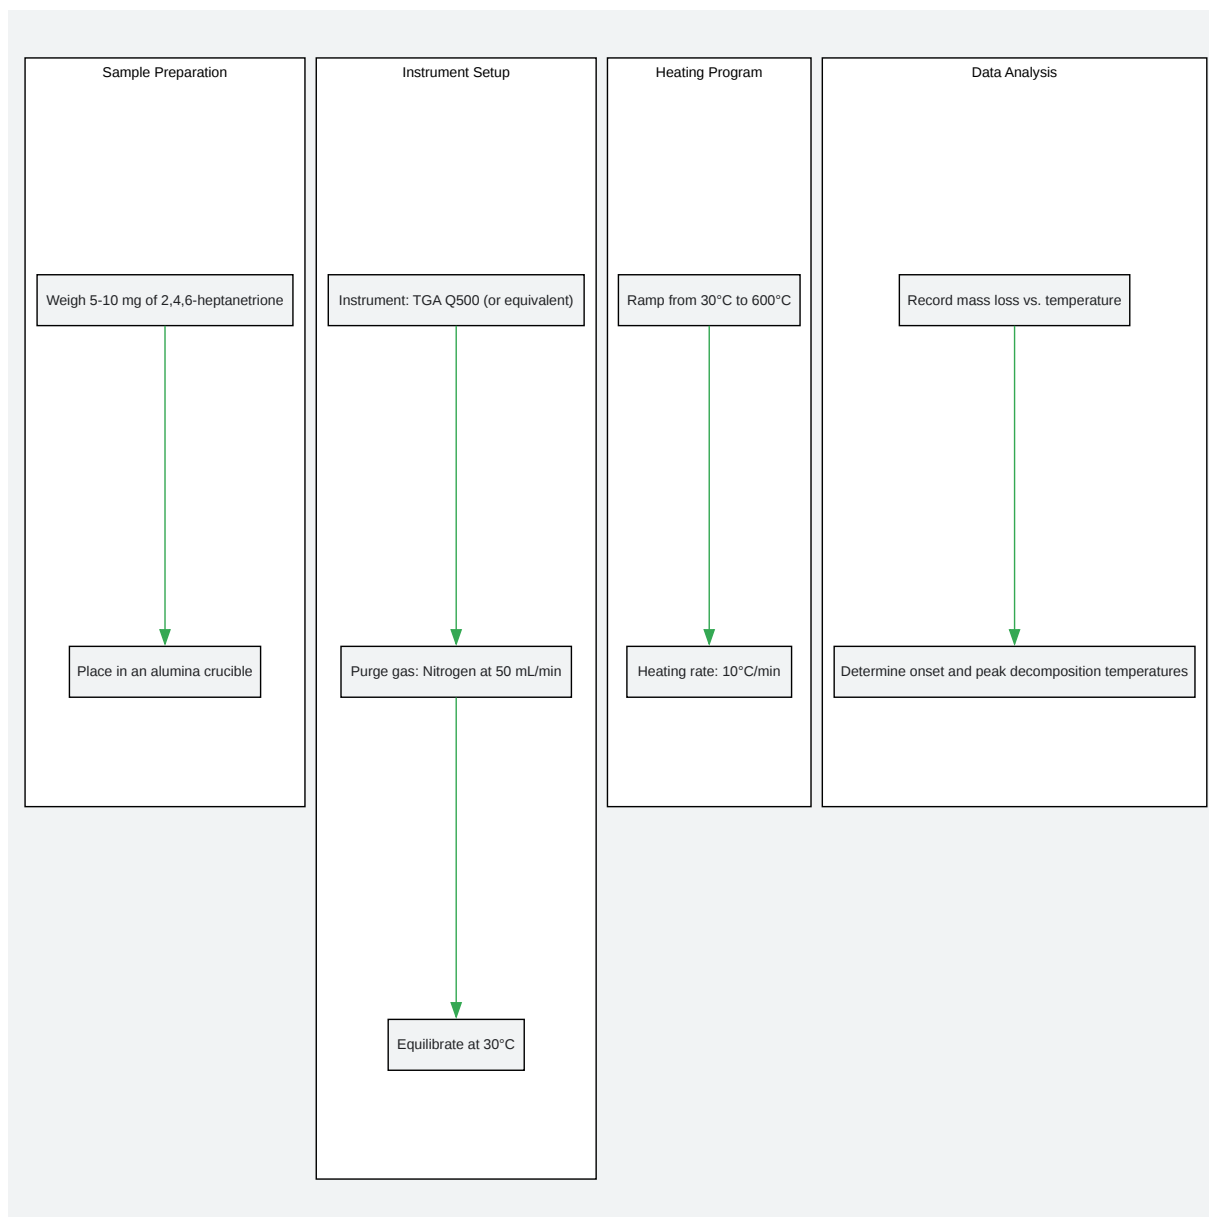 Sample Preparation
Weigh 5-10 mg of 2,4,6-heptanetrione
Place in an alumina crucible
Instrument Setup
Instrument: TGA Q500 (or equivalent)
Purge gas: Nitrogen at 50 mL/min
Equilibrate at 30°C
Heating Program
Ramp from 30°C to 600°C
Heating rate: 10°C/min
Data Analysis
Record mass loss vs. temperature
Determine onset and peak decomposition temperatures